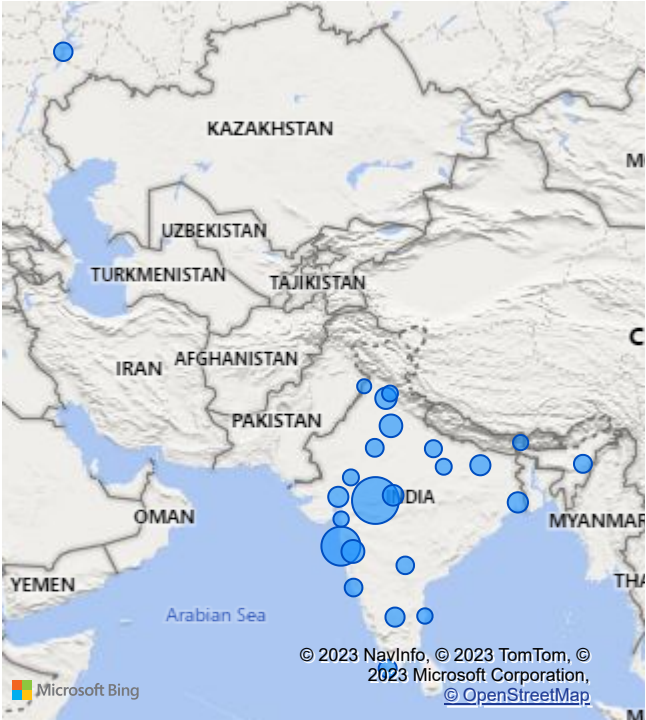 KAZAKHSTAN
M
UZBEKISTAN
TURKMENISTAN
TAJIKISTAN
C
IRAN
AFGHANISTAN
PAKISTAN
INDIA
OMAN
MYANMAR
YEMEN
THA
Arabian Sea
© 2023 NavInfo, © 2023 TomTom, ©
2023 Microsoft Corporation,
© OpenStreetMap
Microsoft Bing
M